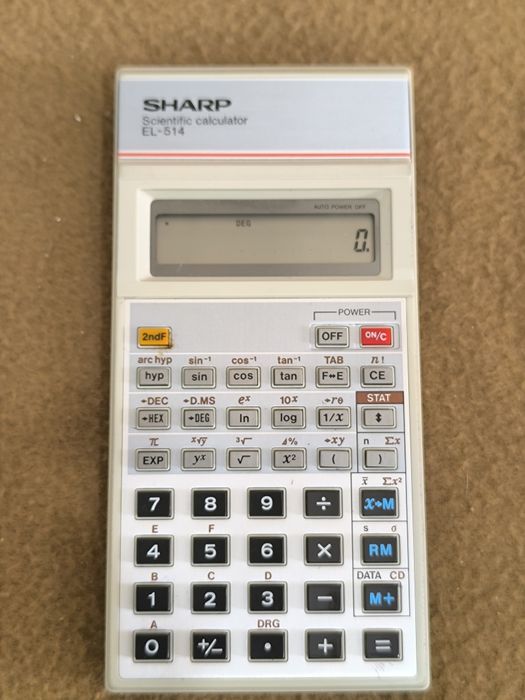 SHARP
Scientific calculator
EL-514
AUTO POWER OFF
DEG
0.
POWER
2ndF OFF ON/C
arc hyp sin⁻¹ cos⁻¹ tan⁻¹ TAB n!
hyp sin cos tan F↔E CE
→DEC →D.MS eˣ 10ˣ →rθ STAT
→HEX →DEG ln log 1/x ↕
π ˣ√y ³√ Δ% →xy n Σx
EXP yˣ √ x² ( )
x̄ Σx²
7 8 9 ÷ x→M
E F s σ
4 5 6 × RM
B C D DATA CD
1 2 3 − M+
A DRG
0 +/− • + =